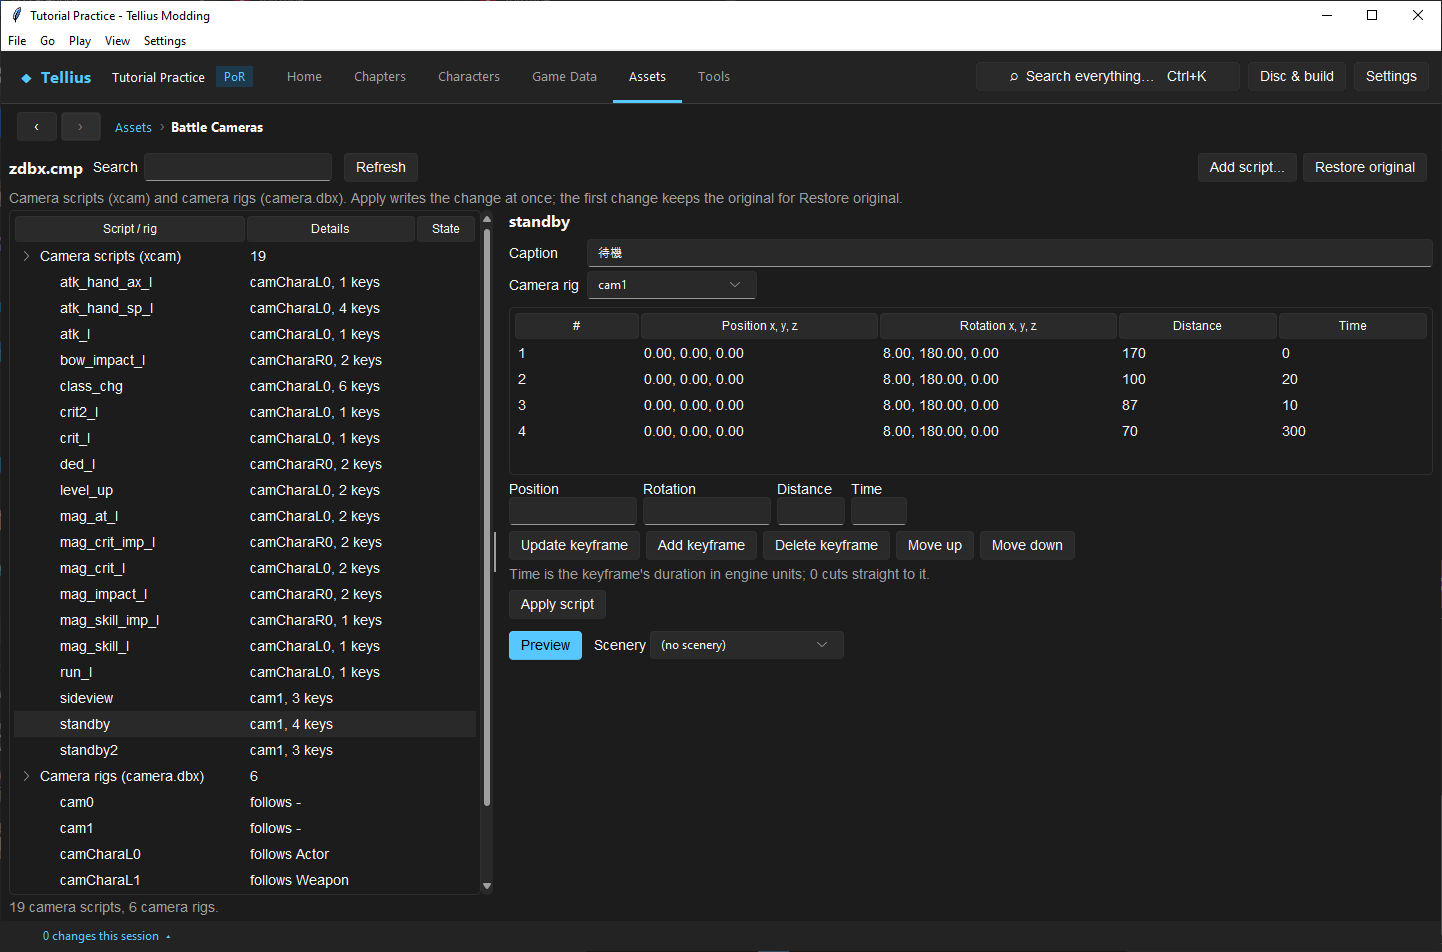 Tutorial Practice - Tellius Modding
File Go Play View Settings
Tellius Tutorial Practice PoR Home Chapters Characters Game Data Assets Tools Search everything... Ctrl+K Disc & build Settings
‹ › Assets › Battle Cameras
zdbx.cmp Search Refresh Add script... Restore original
Camera scripts (xcam) and camera rigs (camera.dbx). Apply writes the change at once; the first change keeps the original for Restore original.
Script / rig Details State
Camera scripts (xcam) 19
atk_hand_ax_l camCharaL0, 1 keys
atk_hand_sp_l camCharaL0, 4 keys
atk_l camCharaL0, 1 keys
bow_impact_l camCharaR0, 2 keys
class_chg camCharaL0, 6 keys
crit2_l camCharaL0, 1 keys
crit_l camCharaL0, 1 keys
ded_l camCharaR0, 2 keys
level_up camCharaL0, 2 keys
mag_at_l camCharaL0, 2 keys
mag_crit_imp_l camCharaR0, 2 keys
mag_crit_l camCharaL0, 2 keys
mag_impact_l camCharaR0, 2 keys
mag_skill_imp_l camCharaR0, 1 keys
mag_skill_l camCharaL0, 1 keys
run_l camCharaL0, 1 keys
sideview cam1, 3 keys
standby cam1, 4 keys
standby2 cam1, 3 keys
Camera rigs (camera.dbx) 6
cam0 follows -
cam1 follows -
camCharaL0 follows Actor
camCharaL1 follows Weapon
19 camera scripts, 6 camera rigs.
standby
Caption 待機
Camera rig cam1
# Position x, y, z Rotation x, y, z Distance Time
1 0.00, 0.00, 0.00 8.00, 180.00, 0.00 170 0
2 0.00, 0.00, 0.00 8.00, 180.00, 0.00 100 20
3 0.00, 0.00, 0.00 8.00, 180.00, 0.00 87 10
4 0.00, 0.00, 0.00 8.00, 180.00, 0.00 70 300
Position Rotation Distance Time
Update keyframe Add keyframe Delete keyframe Move up Move down
Time is the keyframe's duration in engine units; 0 cuts straight to it.
Apply script
Preview Scenery (no scenery)
0 changes this session